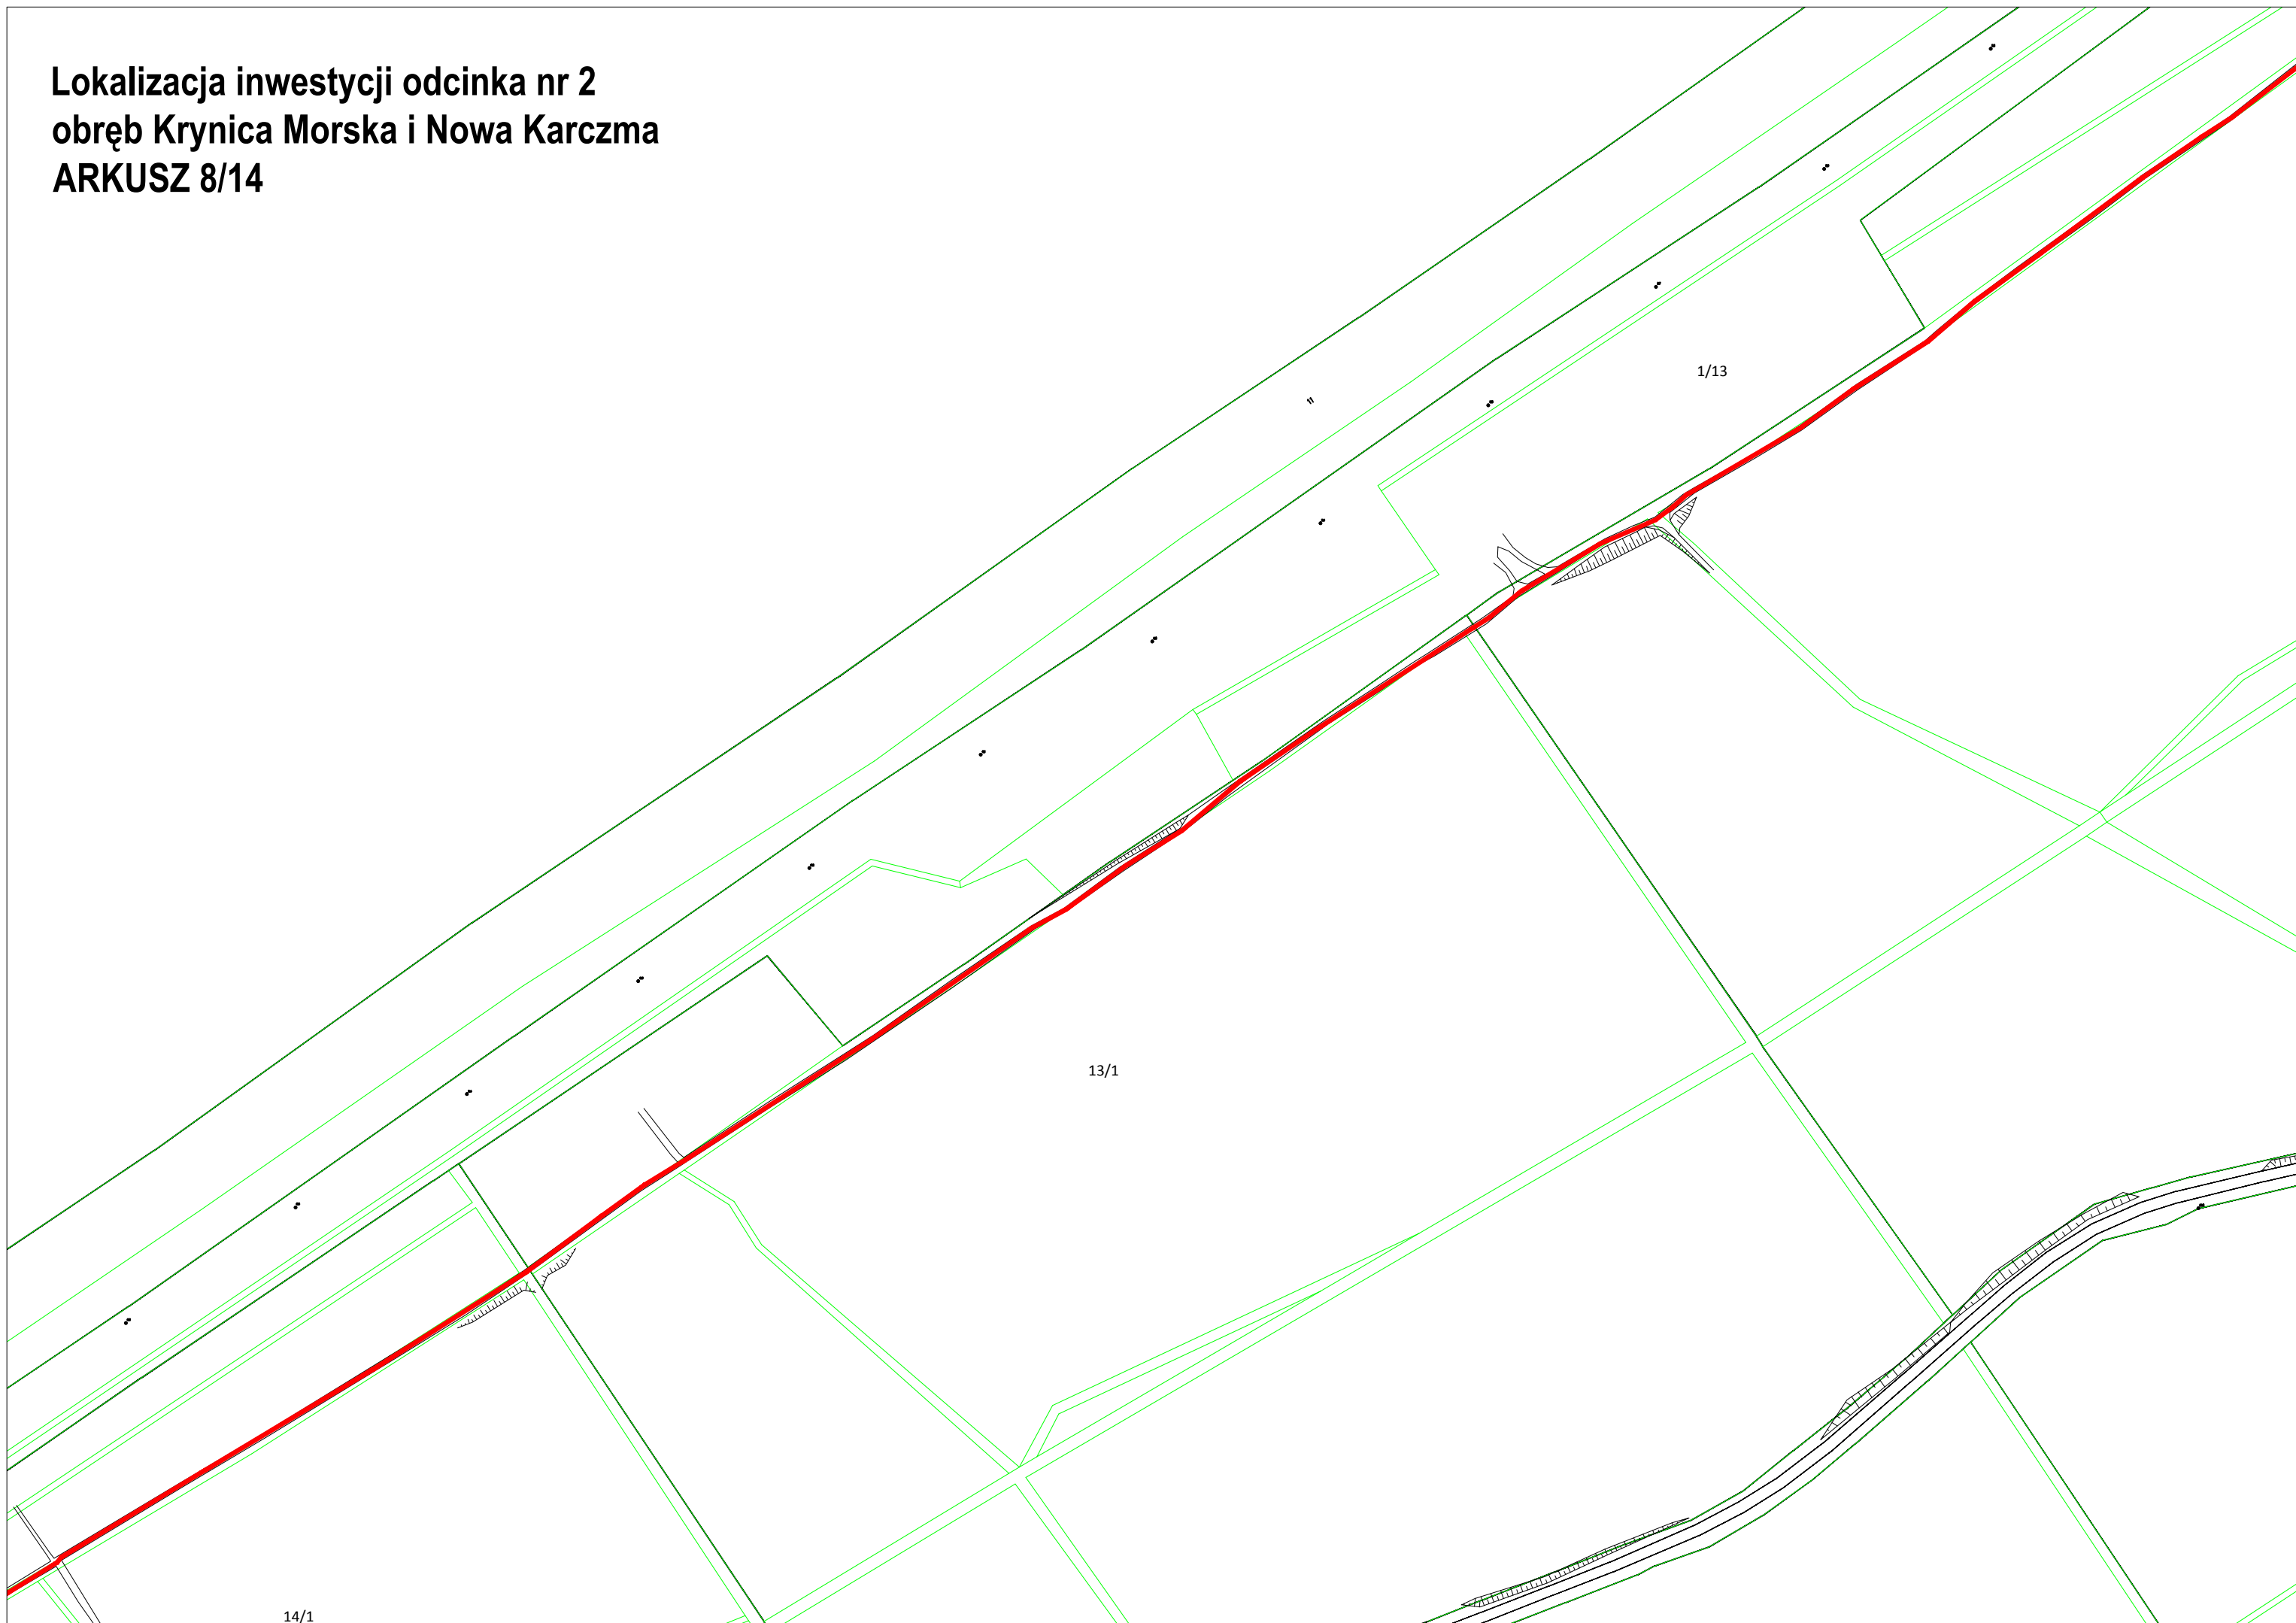 Lokalizacja inwestycji odcinka nr 2
obręb Krynica Morska i Nowa Karczma
ARKUSZ 8/14
1/13
13/1
14/1